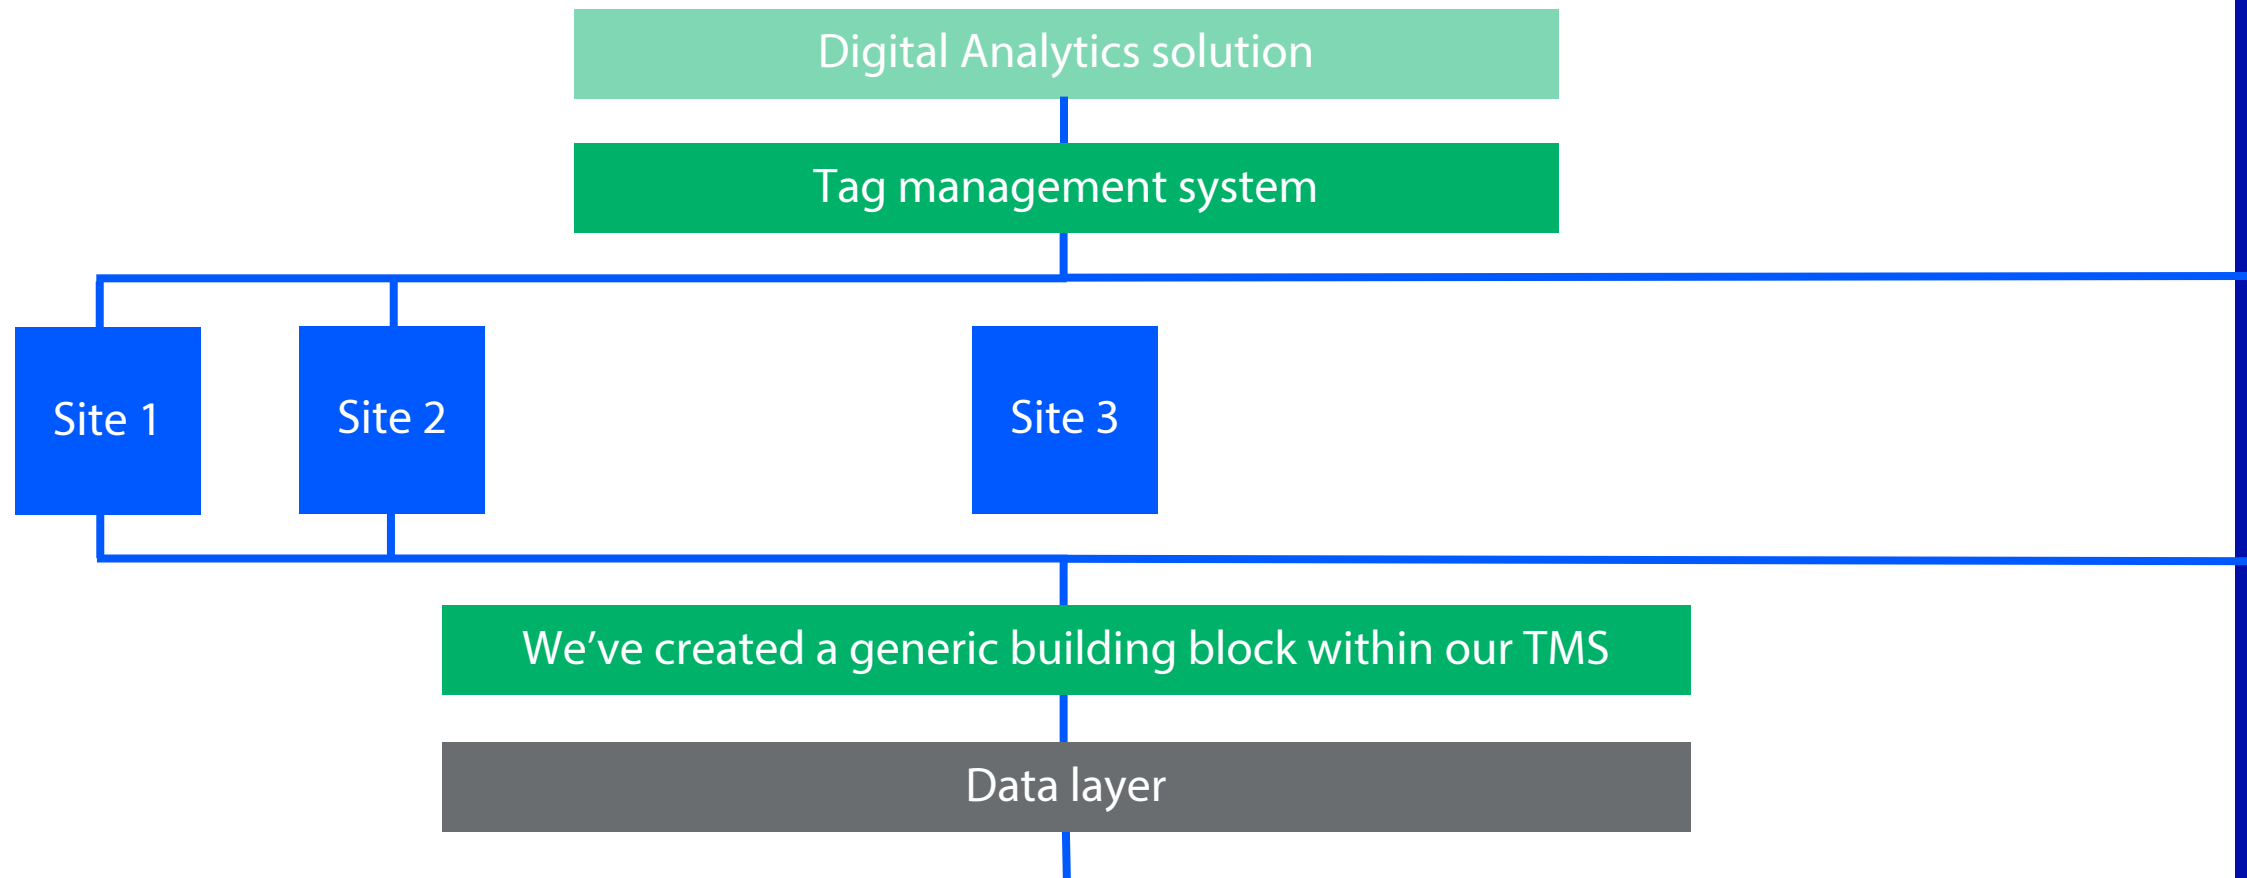 Digital Analytics solution
Tag management system
Site 1
Site 2
Site 3
We’ve created a generic building block within our TMS
Data layer